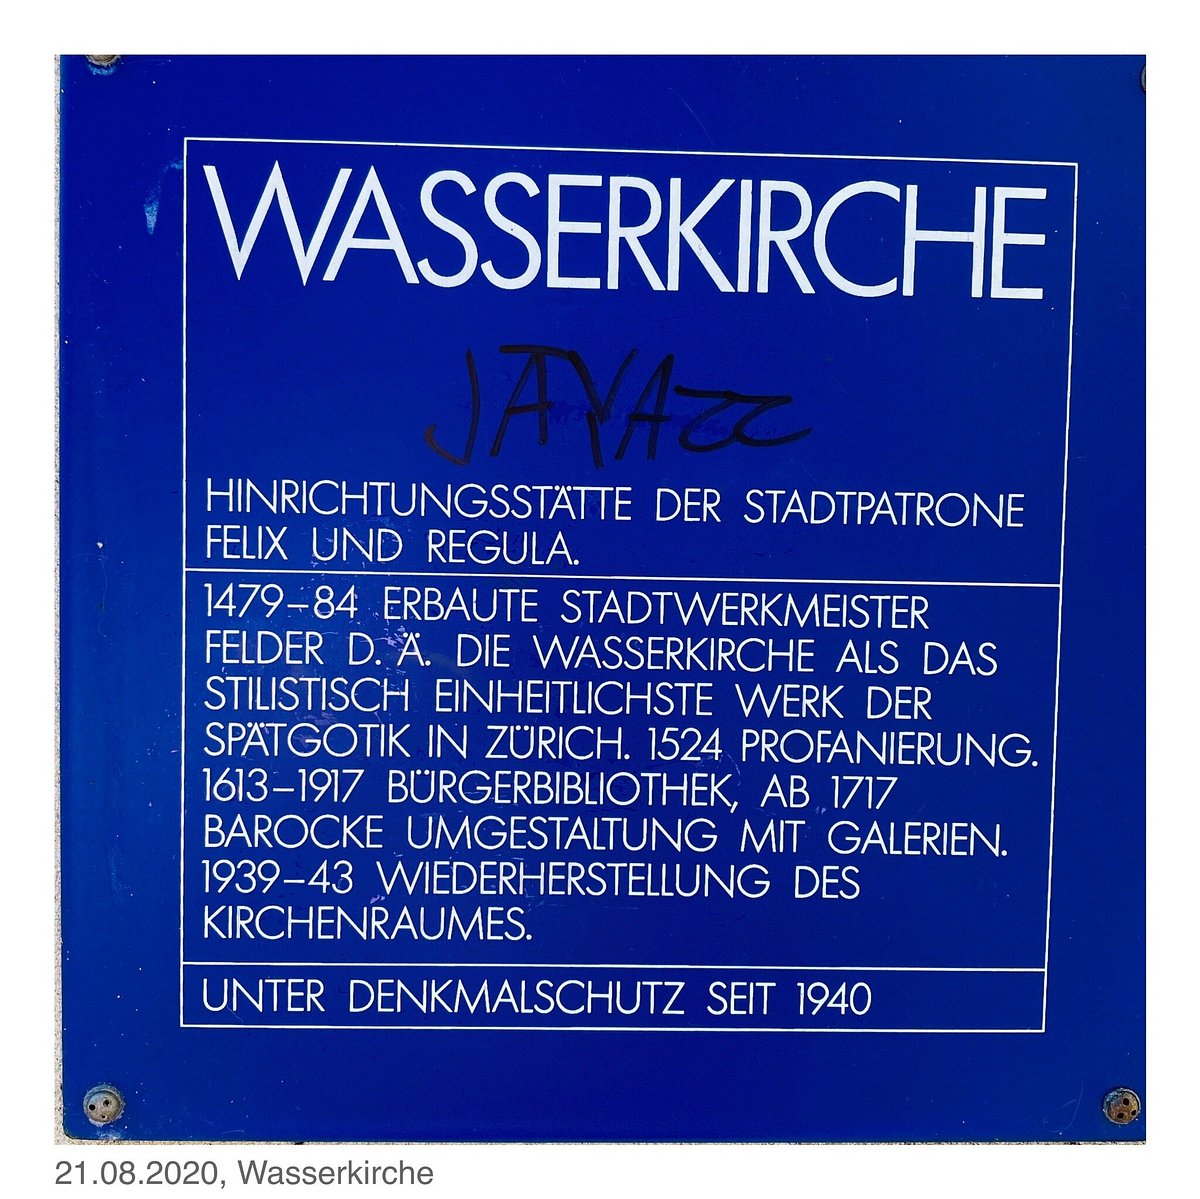 WASSERKIRCHE
HINRICHTUNGSSTÄTTE DER STADTPATRONE
FELIX UND REGULA.
1479–84 ERBAUTE STADTWERKMEISTER
FELDER D. Ä. DIE WASSERKIRCHE ALS DAS
STILISTISCH EINHEITLICHSTE WERK DER
SPÄTGOTIK IN ZÜRICH. 1524 PROFANIERUNG.
1613–1917 BÜRGERBIBLIOTHEK, AB 1717
BAROCKE UMGESTALTUNG MIT GALERIEN.
1939–43 WIEDERHERSTELLUNG DES
KIRCHENRAUMES.
UNTER DENKMALSCHUTZ SEIT 1940
21.08.2020, Wasserkirche